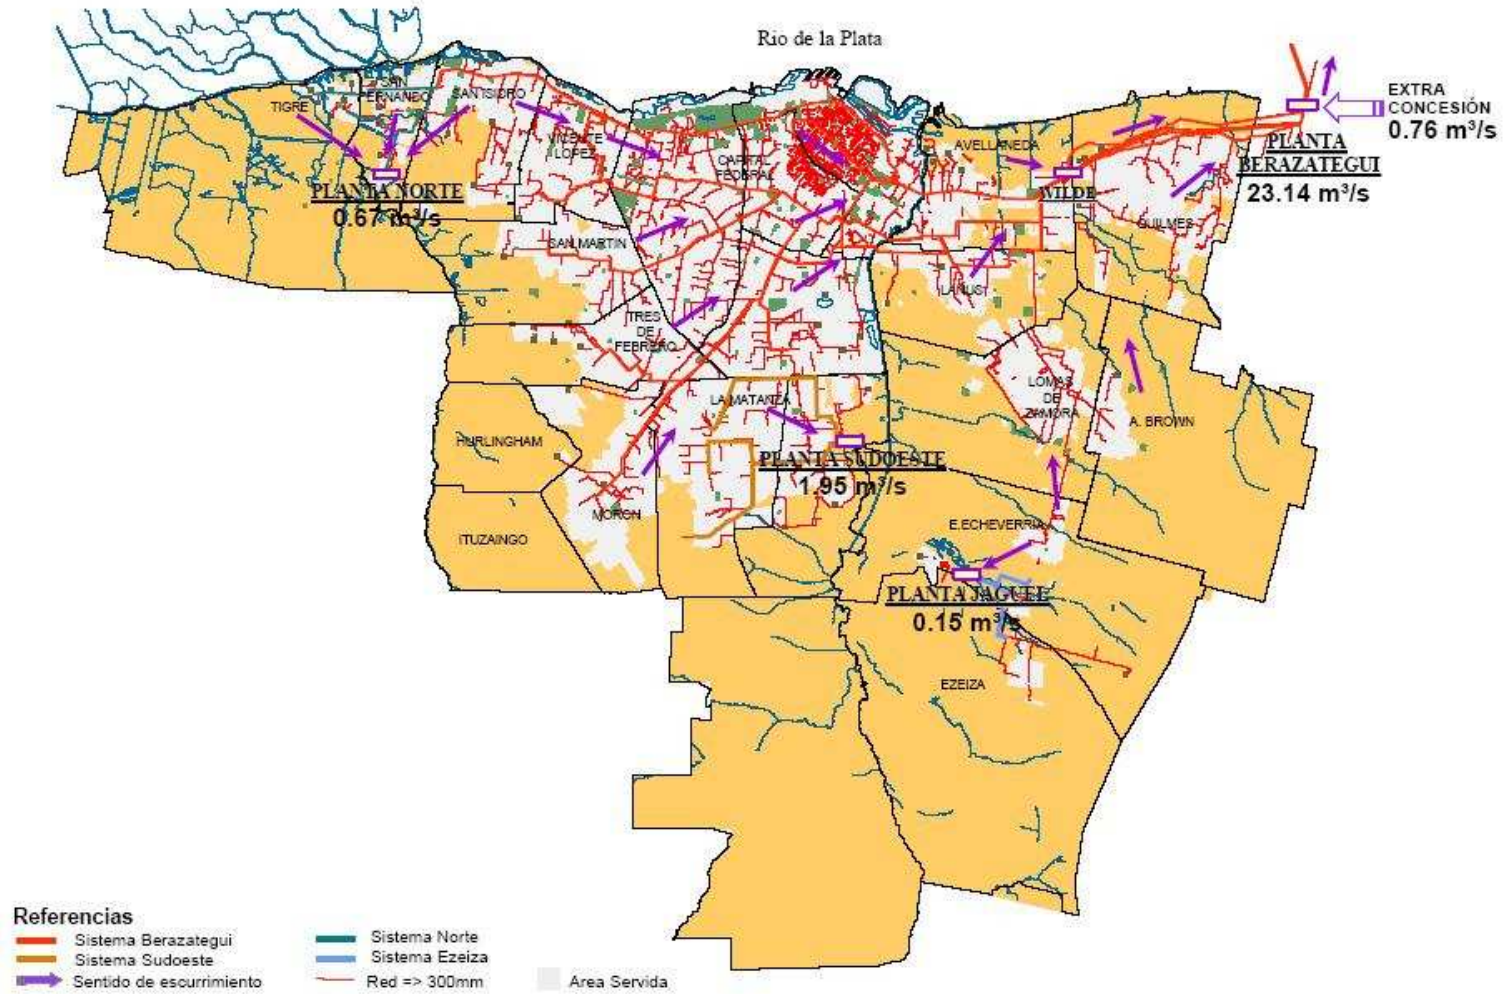 Rio de la Plata
EXTRA
CONCESIÓN
0.76 m³/s
PLANTA
BERAZATEGUI
23.14 m³/s
TIGRE
SAN
FERNANDO
SAN ISIDRO
VICENTE
LOPEZ
CAPITAL
FEDERAL
AVELLANEDA
WILDE
QUILMES
PLANTA NORTE
0.67 m³/s
SAN MARTIN
LANUS
TRES
DE
FEBRERO
LOMAS
DE
ZAMORA
A. BROWN
LA MATANZA
HURLINGHAM
PLANTA SUDOESTE
1.95 m³/s
MORON
ITUZAINGO
E.ECHEVERRIA
PLANTA JAGUEL
0.15 m³/s
EZEIZA
Referencias
Sistema Berazategui
Sistema Sudoeste
Sentido de escurrimiento
Sistema Norte
Sistema Ezeiza
Red => 300mm
Area Servida